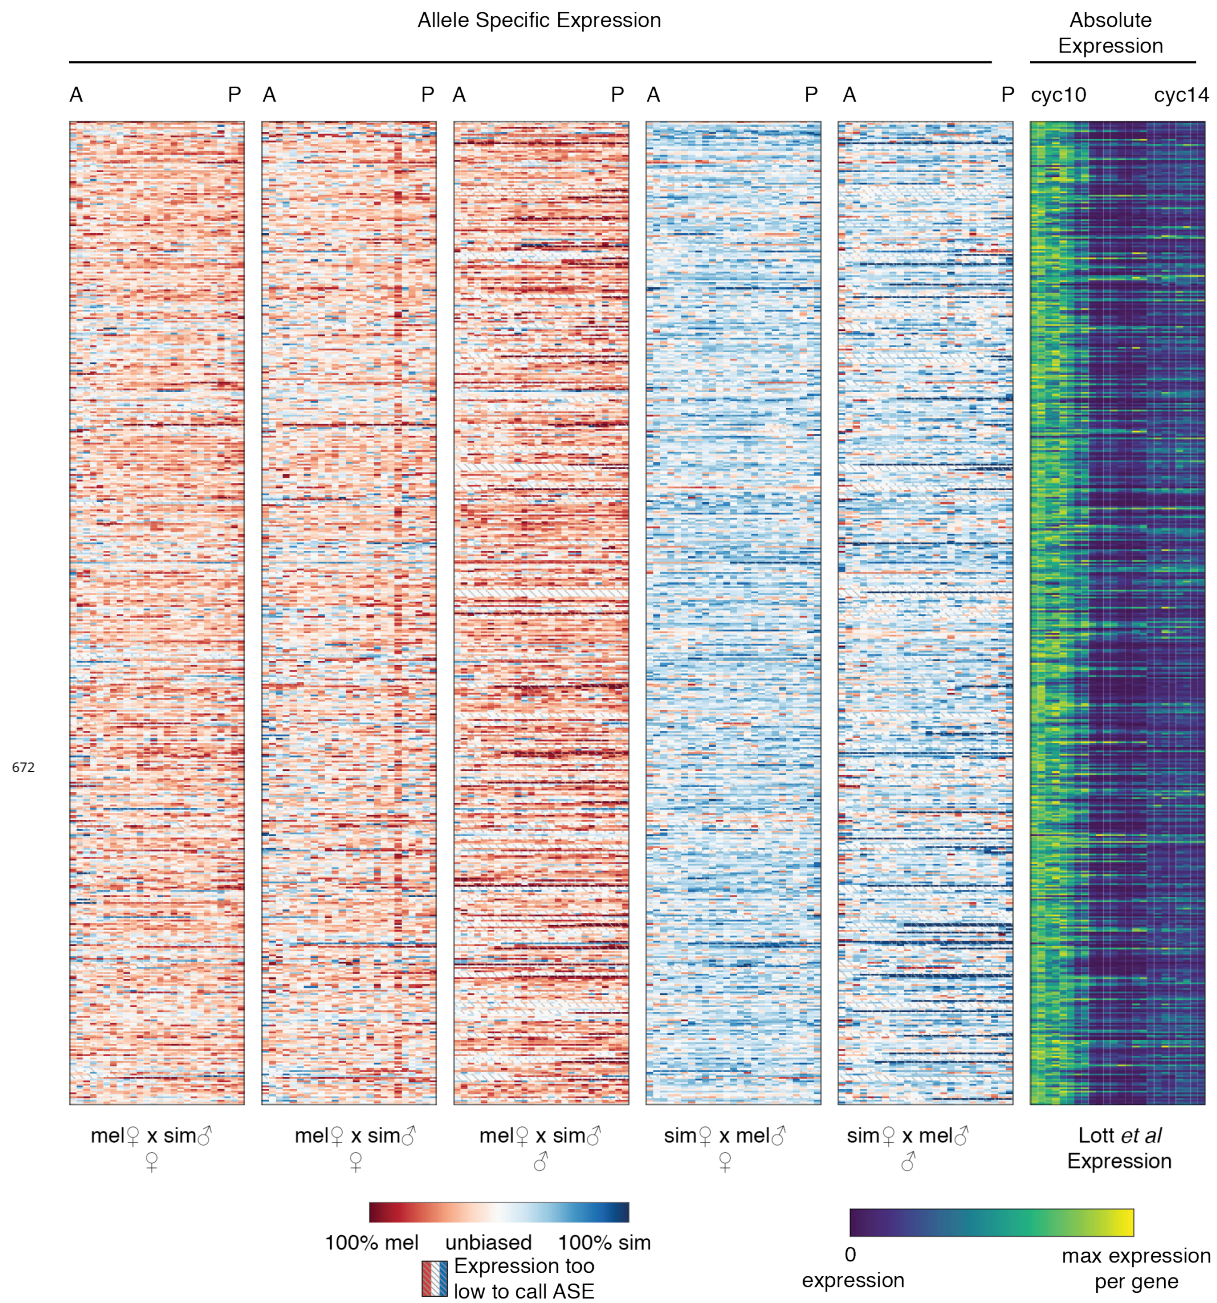 Allele Specific Expression
Absolute
Expression
A P A P A P A P A P cyc10 cyc14
672
mel♀ x sim♂ mel♀ x sim♂ mel♀ x sim♂ sim♀ x mel♂ sim♀ x mel♂ Lott et al
♀ ♀ ♂ ♀ ♂ Expression
100% mel unbiased 100% sim
Expression too
low to call ASE
0
expression
max expression
per gene